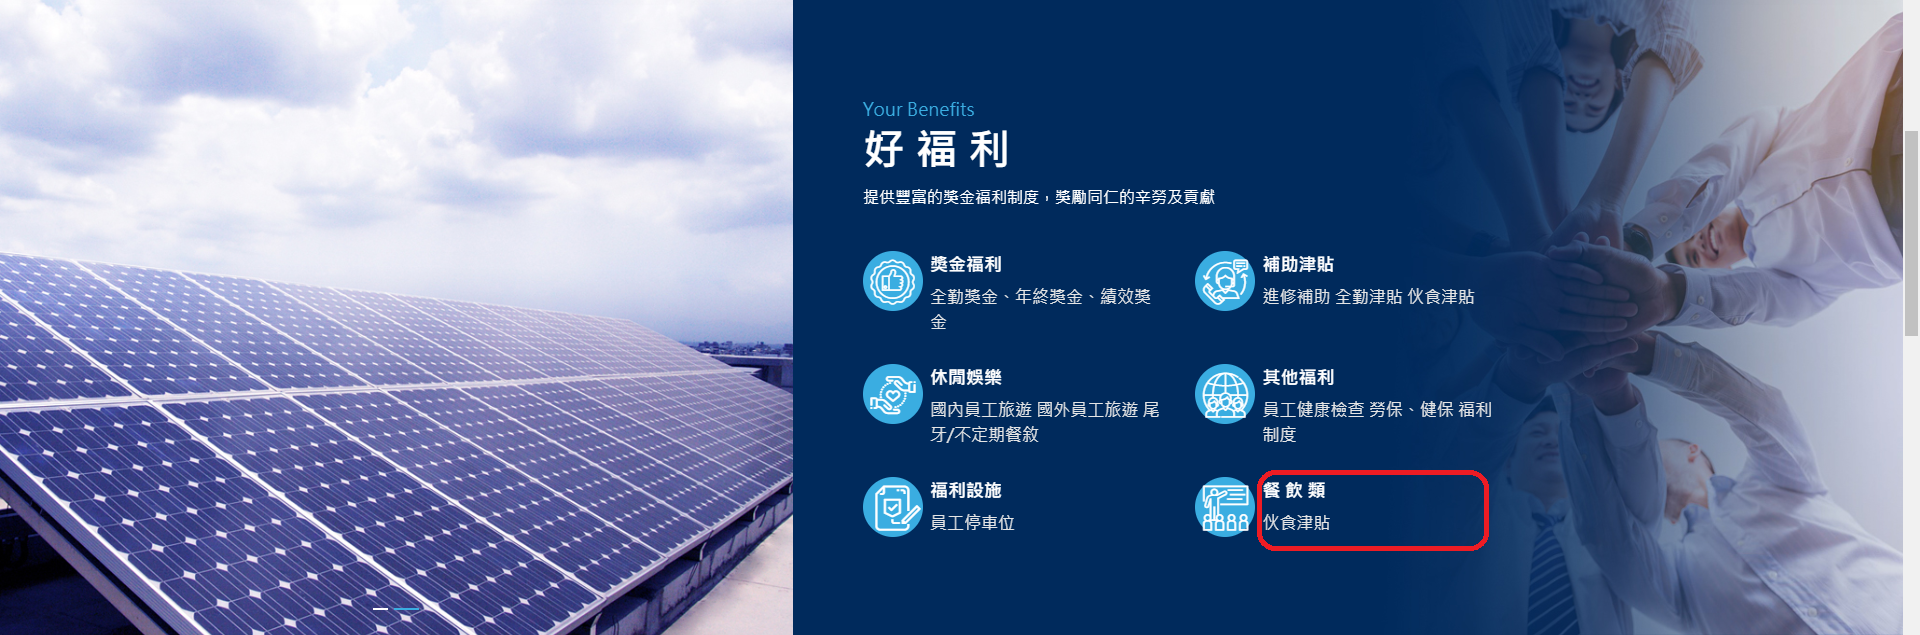 Your Benefits
好福利
提供豐富的獎金福利制度，獎勵同仁的辛勞及貢獻
獎金福利
全勤獎金、年終獎金、績效獎
金
補助津貼
進修補助 全勤津貼 伙食津貼
休閒娛樂
國內員工旅遊 國外員工旅遊 尾
牙/不定期餐敘
其他福利
員工健康檢查 勞保、健保 福利
制度
福利設施
員工停車位
餐 飲 類
伙食津貼